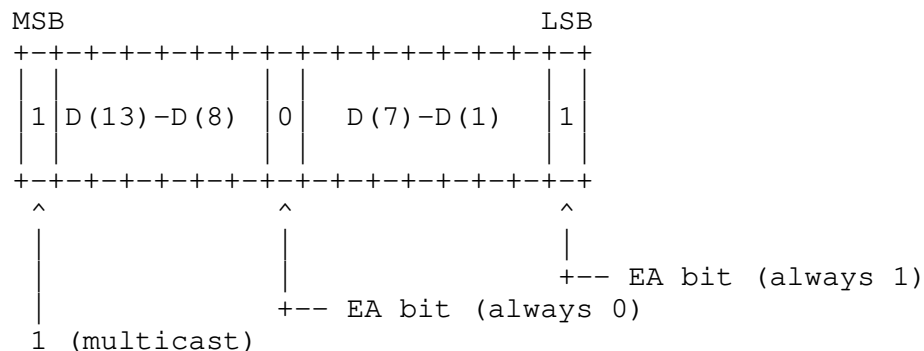 MSB                           LSB
+-+-+-+-+-+-+-+-+-+-+-+-+-+-+-+-+
| |           | |             | |
|1|D(13)-D(8) |0|  D(7)-D(1)  |1|
| |           | |             | |
+-+-+-+-+-+-+-+-+-+-+-+-+-+-+-+-+
 ^             ^               ^
 |             |               |
 |             |               +-- EA bit (always 1)
 |             +-- EA bit (always 0)
 1 (multicast)